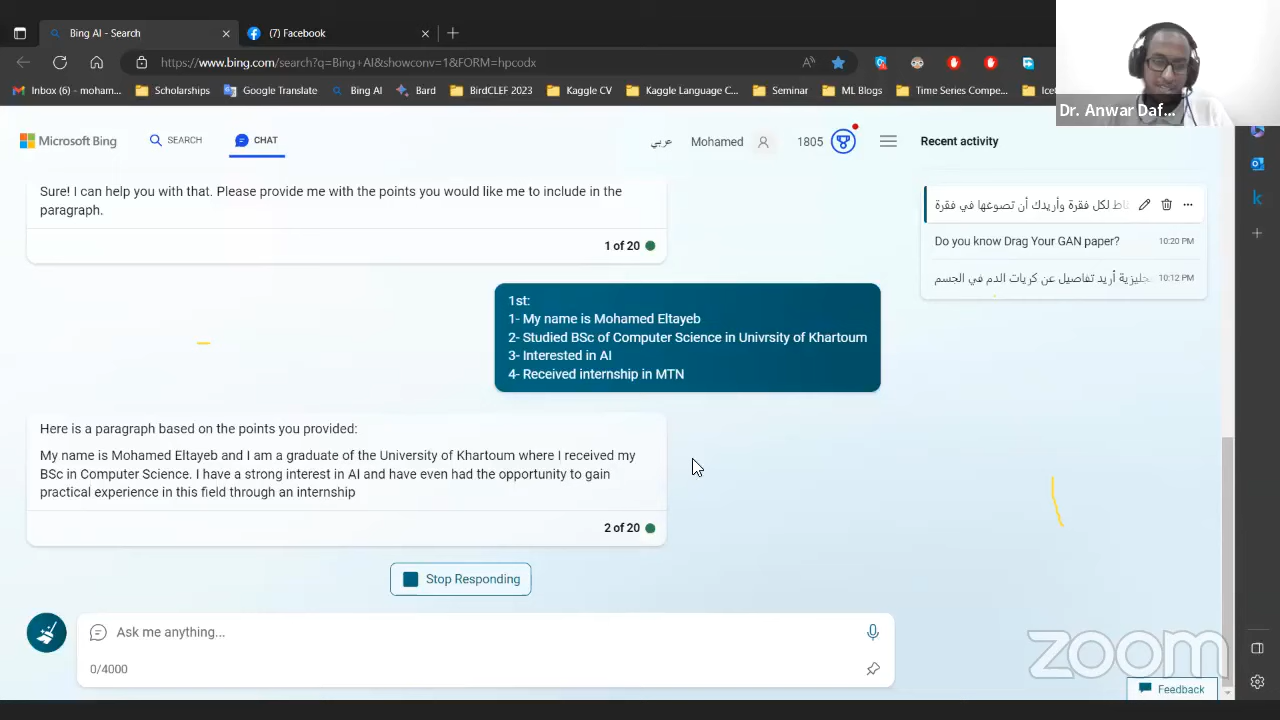 Bing AI - Search
(7) Facebook
https://www.bing.com/search?q=Bing+AI&showconv=1&FORM=hpcodx
Inbox (6) - moham...
Scholarships
Google Translate
Bing AI
Bard
BirdCLEF 2023
Kaggle CV
Kaggle Language C...
Seminar
ML Blogs
Time Series Compe...
Dr. Anwar Daf...
Microsoft Bing
SEARCH
CHAT
عربي
Mohamed
1805
Recent activity
Sure! I can help you with that. Please provide me with the points you would like me to include in the
paragraph.
1 of 20
لكل فقرة وأريدك أن تصوغها في فقرة
Do you know Drag Your GAN paper? 10:20 PM
أريد تفاصيل عن كريات الدم في الجسم 10:12 PM
1st:
1- My name is Mohamed Eltayeb
2- Studied BSc of Computer Science in Univrsity of Khartoum
3- Interested in AI
4- Received internship in MTN
Here is a paragraph based on the points you provided:
My name is Mohamed Eltayeb and I am a graduate of the University of Khartoum where I received my
BSc in Computer Science. I have a strong interest in AI and have even had the opportunity to gain
practical experience in this field through an internship
2 of 20
Stop Responding
Ask me anything...
0/4000
zoom
Feedback